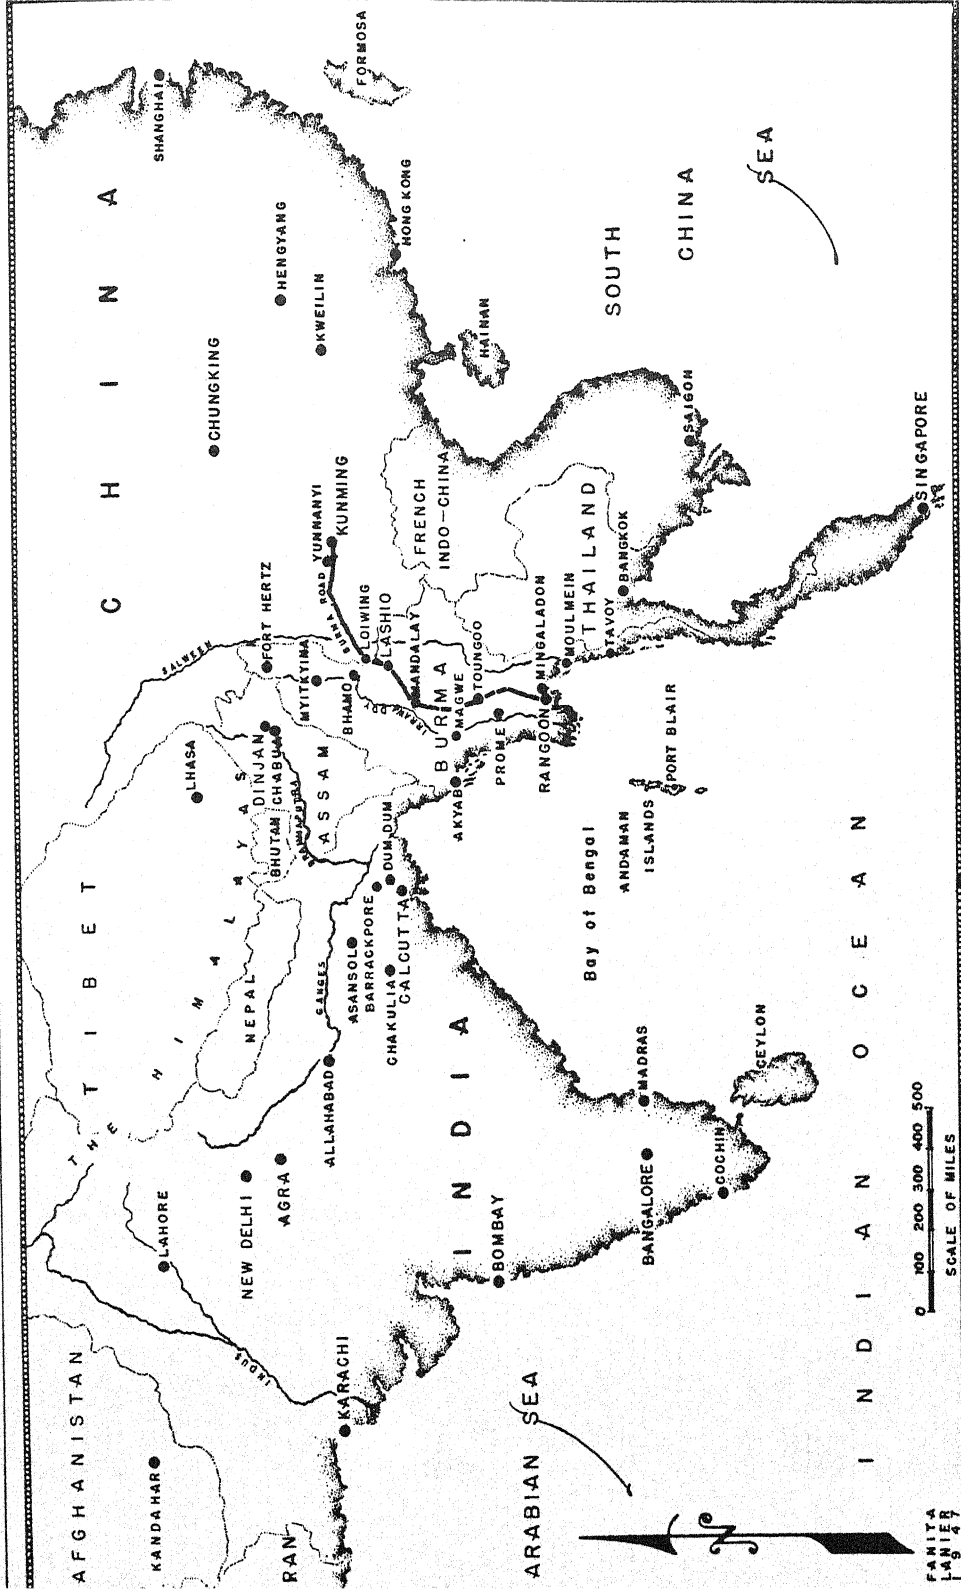 AFGHANISTAN
KANDAHAR
RAN
KARACHI
INDUS
LAHORE
NEW DELHI
AGRA
ALLAHABAD
THE HIMALAYAS
TIBET
NEPAL
GANGES
LHASA
BHUTAN
BRAHMAPUTRA
DINJAN
CHABUA
ASSAM
ASANSOL
BARRACKPORE
CHAKULIA
CALCUTTA
DUM DUM
INDIA
BOMBAY
BANGALORE
MADRAS
COCHIN
CEYLON
CHINA
SALWEEN
FORT HERTZ
MYITKYINA
BHAMO
BURMA ROAD
YUNNANYI
KUNMING
LOIWING
LASHIO
MANDALAY
BURMA
AKYAB
MAGWE
TOUNGOO
PROME
RANGOON
MINGALADON
MOULMEIN
TAVOY
THAILAND
BANGKOK
FRENCH
INDO-CHINA
SAIGON
SINGAPORE
CHUNGKING
HENGYANG
KWEILIN
SHANGHAI
HONG KONG
FORMOSA
HAINAN
SOUTH
CHINA
SEA
Bay of Bengal
ANDAMAN
ISLANDS
PORT BLAIR
ARABIAN SEA
INDIAN OCEAN
N
0 100 200 300 400 500
SCALE OF MILES
FANITA
LANIER
1947